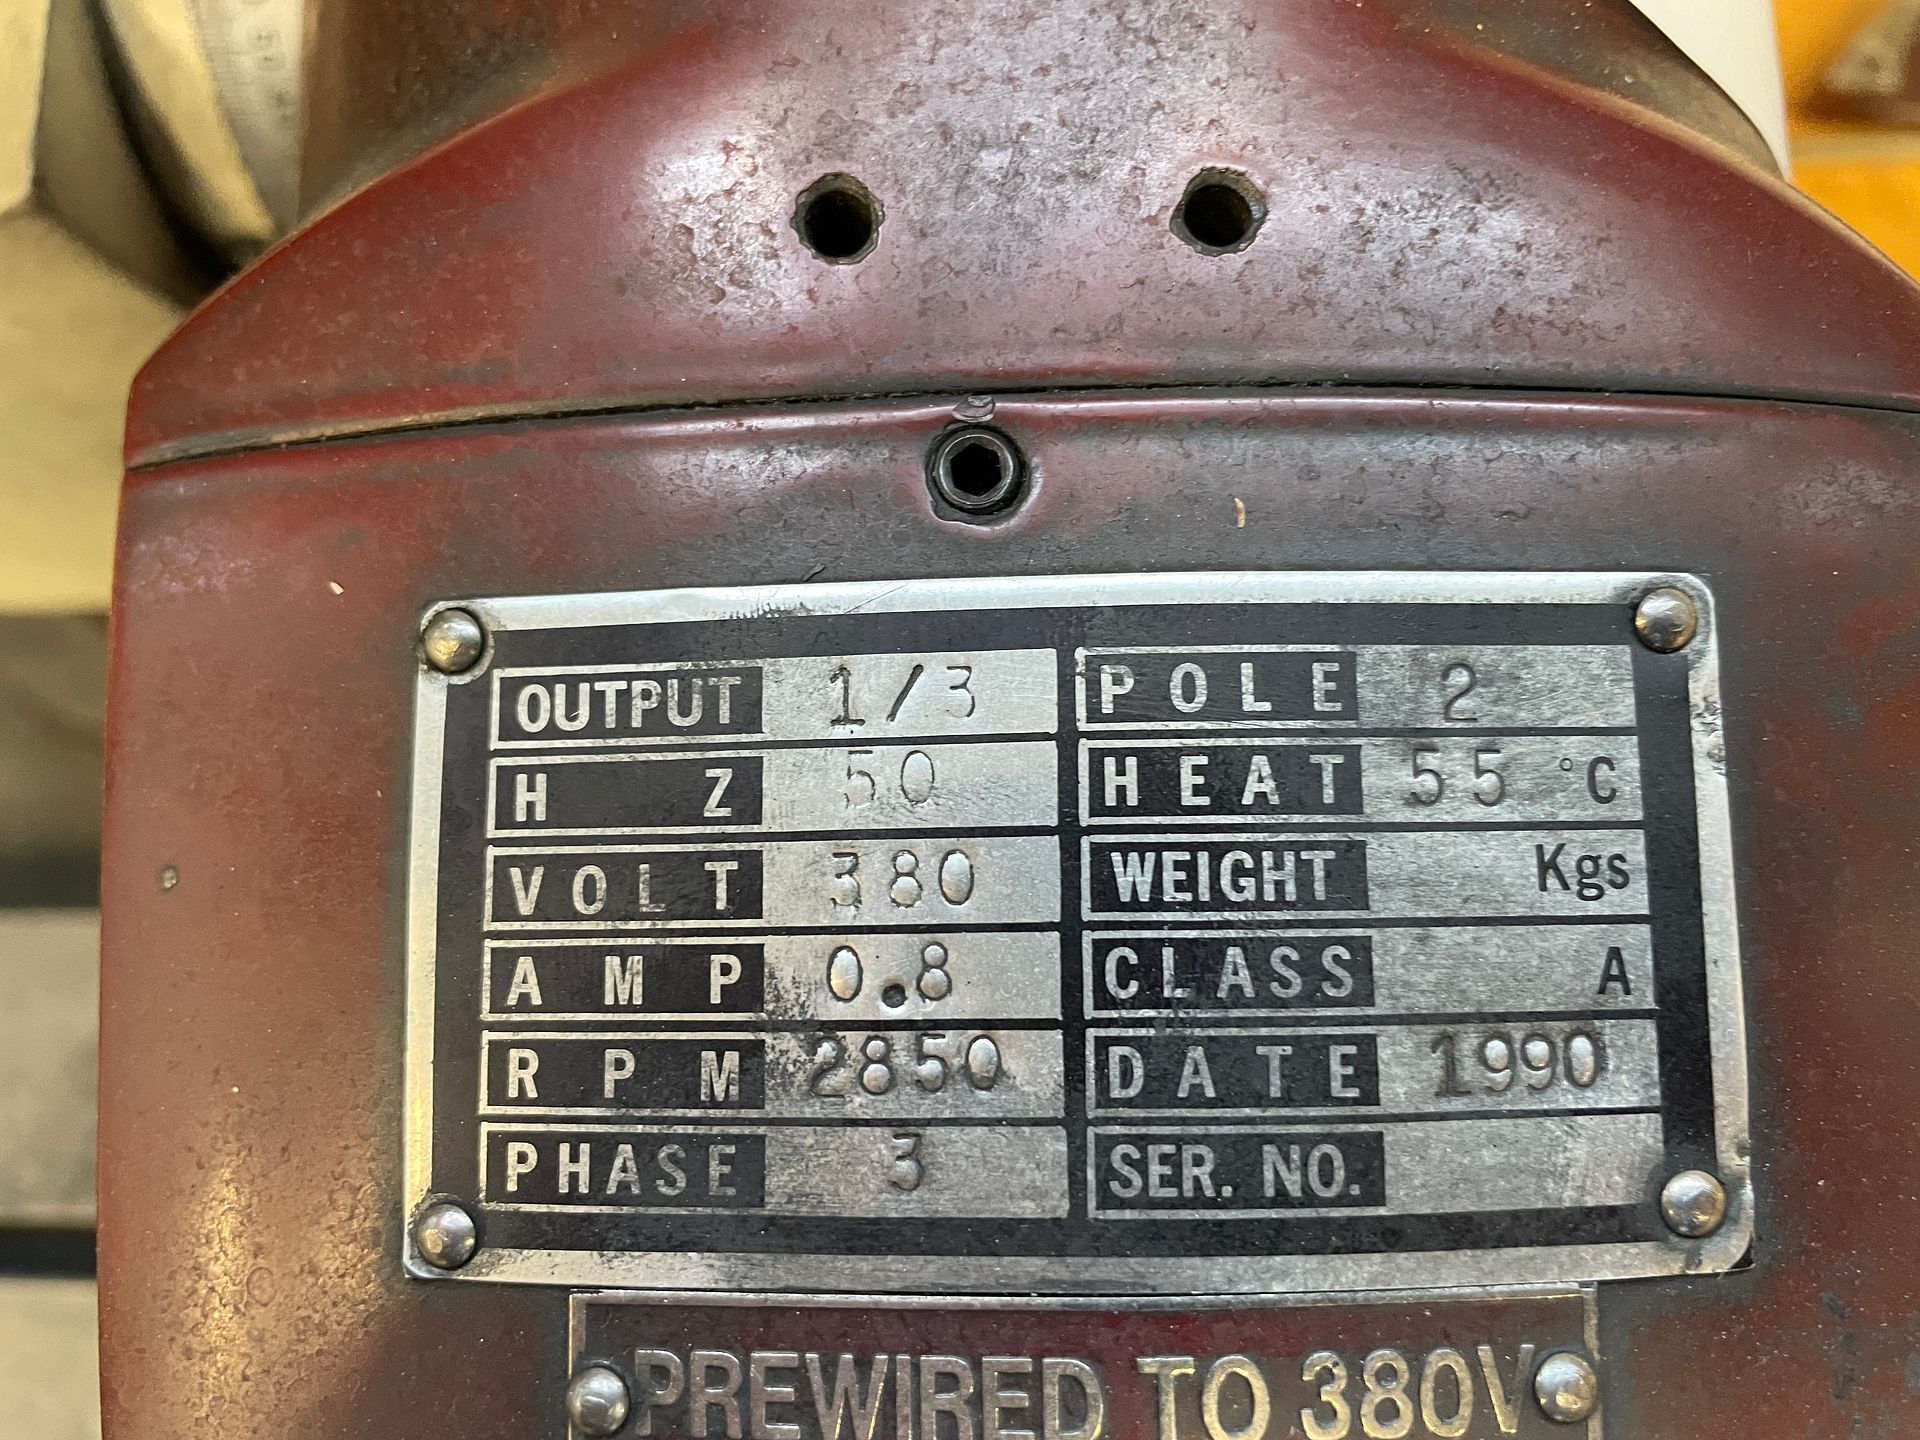 OUTPUT 1/3 POLE 2
H Z 50 HEAT 55 °C
VOLT 380 WEIGHT Kgs
AMP 0.8 CLASS A
RPM 2850 DATE 1990
PHASE 3 SER. NO.
PREWIRED TO 380V